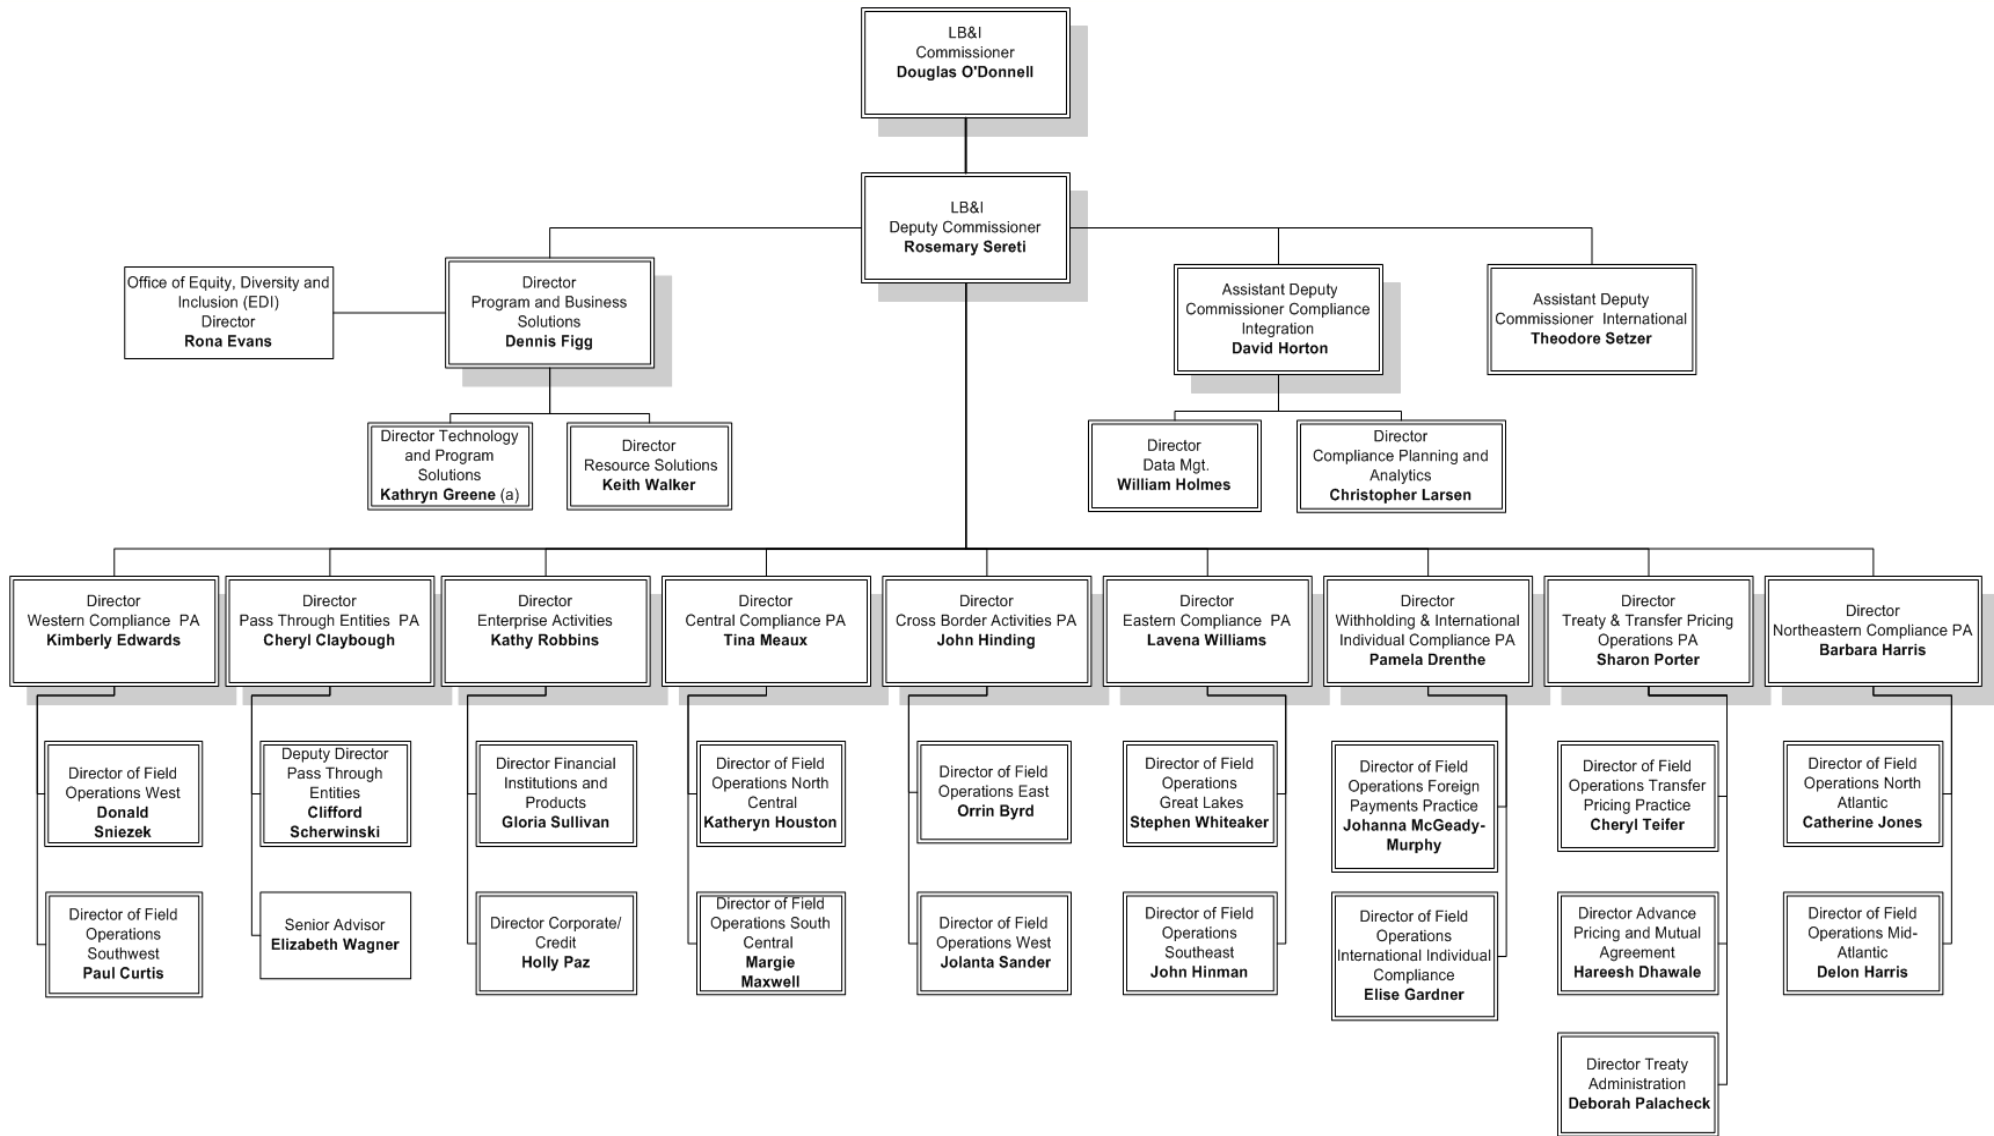 LB&I
Commissioner
Douglas O'Donnell
LB&I
Deputy Commissioner
Rosemary Sereti
Office of Equity, Diversity and
Inclusion (EDI)
Director
Rona Evans
Director
Program and Business
Solutions
Dennis Figg
Assistant Deputy
Commissioner Compliance
Integration
David Horton
Assistant Deputy
Commissioner International
Theodore Setzer
Director Technology
and Program
Solutions
Kathryn Greene (a)
Director
Resource Solutions
Keith Walker
Director
Data Mgt.
William Holmes
Director
Compliance Planning and
Analytics
Christopher Larsen
Director
Western Compliance PA
Kimberly Edwards
Director
Pass Through Entities PA
Cheryl Claybough
Director
Enterprise Activities
Kathy Robbins
Director
Central Compliance PA
Tina Meaux
Director
Cross Border Activities PA
John Hinding
Director
Eastern Compliance PA
Lavena Williams
Director
Withholding & International
Individual Compliance PA
Pamela Drenthe
Director
Treaty & Transfer Pricing
Operations PA
Sharon Porter
Director
Northeastern Compliance PA
Barbara Harris
Director of Field
Operations West
Donald
Sniezek
Deputy Director
Pass Through
Entities
Clifford
Scherwinski
Director Financial
Institutions and
Products
Gloria Sullivan
Director of Field
Operations North
Central
Katheryn Houston
Director of Field
Operations East
Orrin Byrd
Director of Field
Operations
Great Lakes
Stephen Whiteaker
Director of Field
Operations Foreign
Payments Practice
Johanna McGeady-
Murphy
Director of Field
Operations Transfer
Pricing Practice
Cheryl Teifer
Director of Field
Operations North
Atlantic
Catherine Jones
Director of Field
Operations
Southwest
Paul Curtis
Senior Advisor
Elizabeth Wagner
Director Corporate/
Credit
Holly Paz
Director of Field
Operations South
Central
Margie
Maxwell
Director of Field
Operations West
Jolanta Sander
Director of Field
Operations
Southeast
John Hinman
Director of Field
Operations
International Individual
Compliance
Elise Gardner
Director Advance
Pricing and Mutual
Agreement
Hareesh Dhawale
Director of Field
Operations Mid-
Atlantic
Delon Harris
Director Treaty
Administration
Deborah Palacheck